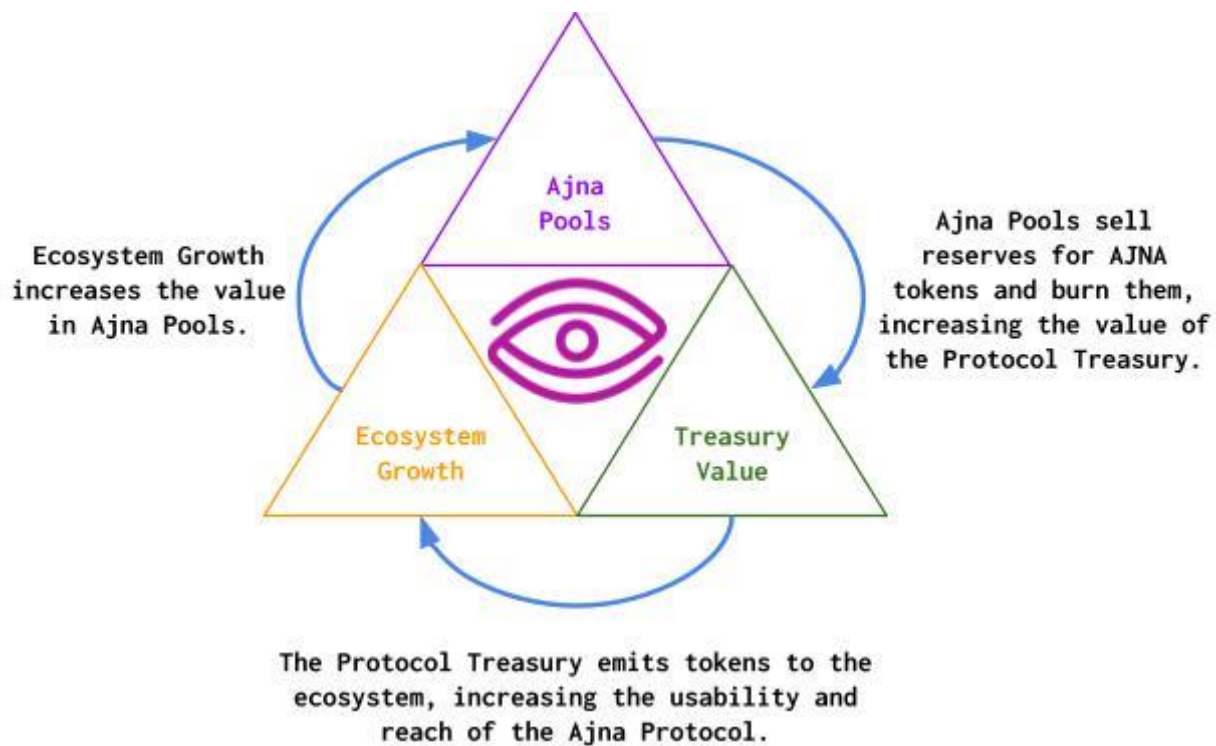 Ajna
Pools
Ecosystem Growth
increases the value
in Ajna Pools.
Ajna Pools sell
reserves for AJNA
tokens and burn them,
increasing the value of
the Protocol Treasury.
Ecosystem
Growth
Treasury
Value
The Protocol Treasury emits tokens to the
ecosystem, increasing the usability and
reach of the Ajna Protocol.